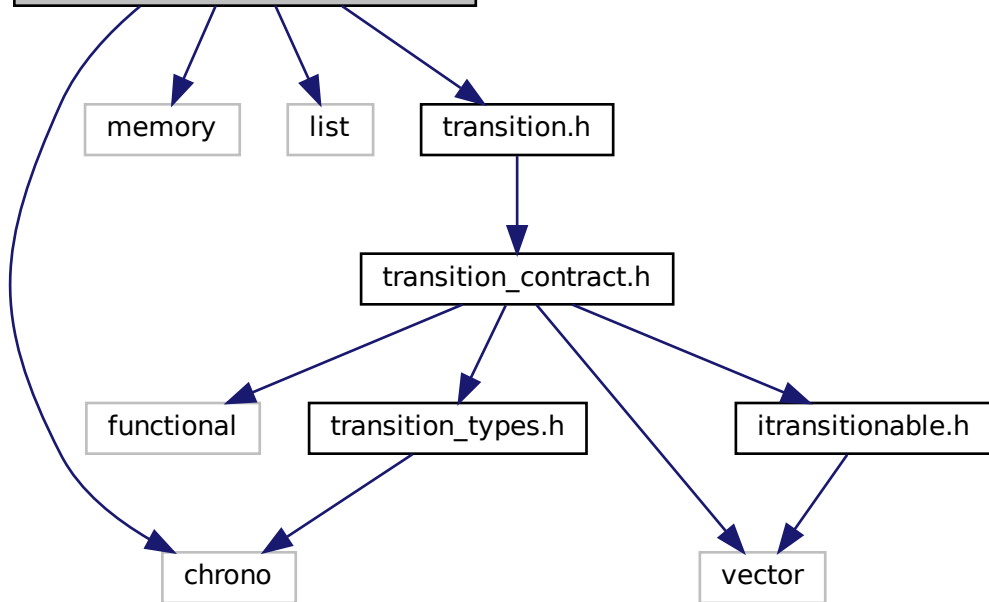 memory
list
transition.h
transition_contract.h
functional
transition_types.h
itransitionable.h
chrono
vector